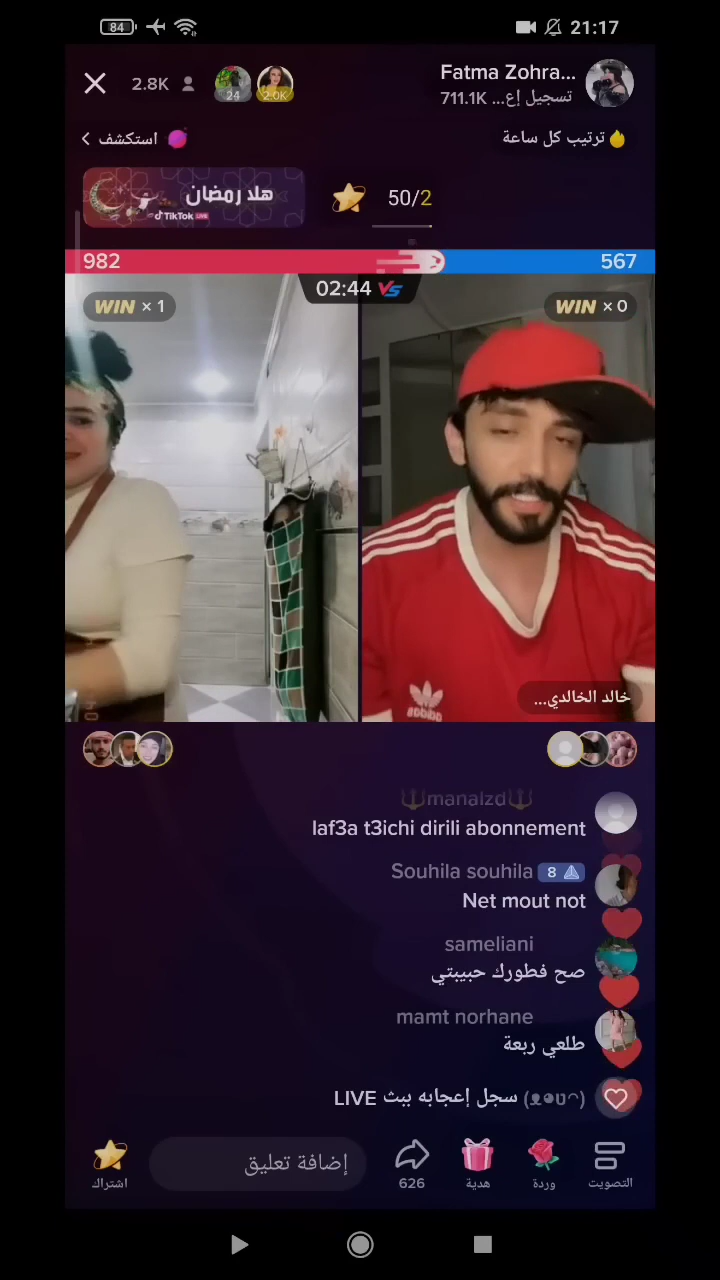 84
21:17
2.8K
24
2.0K
Fatma Zohra...
711.1K تسجيل إع...
استكشف
ترتيب كل ساعة
هلا رمضان
TikTok LIVE
50/2
982
567
02:44 VS
WIN × 1
WIN × 0
adidas
خالد الخالدي...
manalzd
laf3a t3ichi dirili abonnement
Souhila souhila 8
Net mout not
sameliani
صح فطورك حبيبتي
mamt norhane
طلعي ربعة
سجل إعجابه ببث LIVE
إضافة تعليق
اشتراك
626
هدية
وردة
التصويت